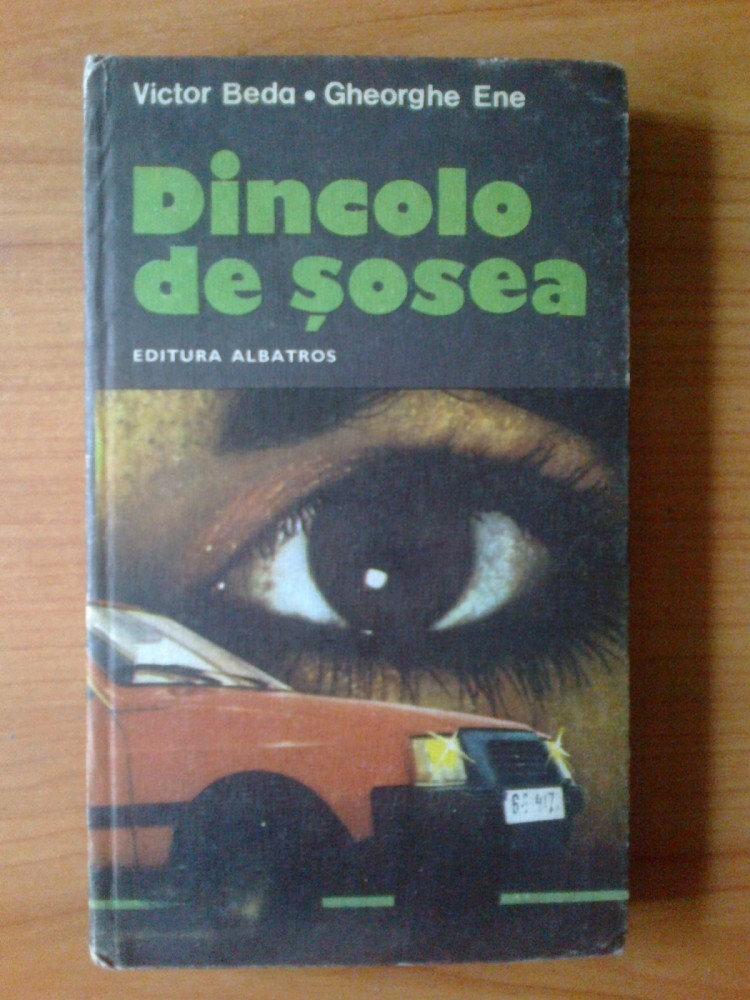 Victor Beda • Gheorghe Ene
Dincolo
de șosea
EDITURA ALBATROS